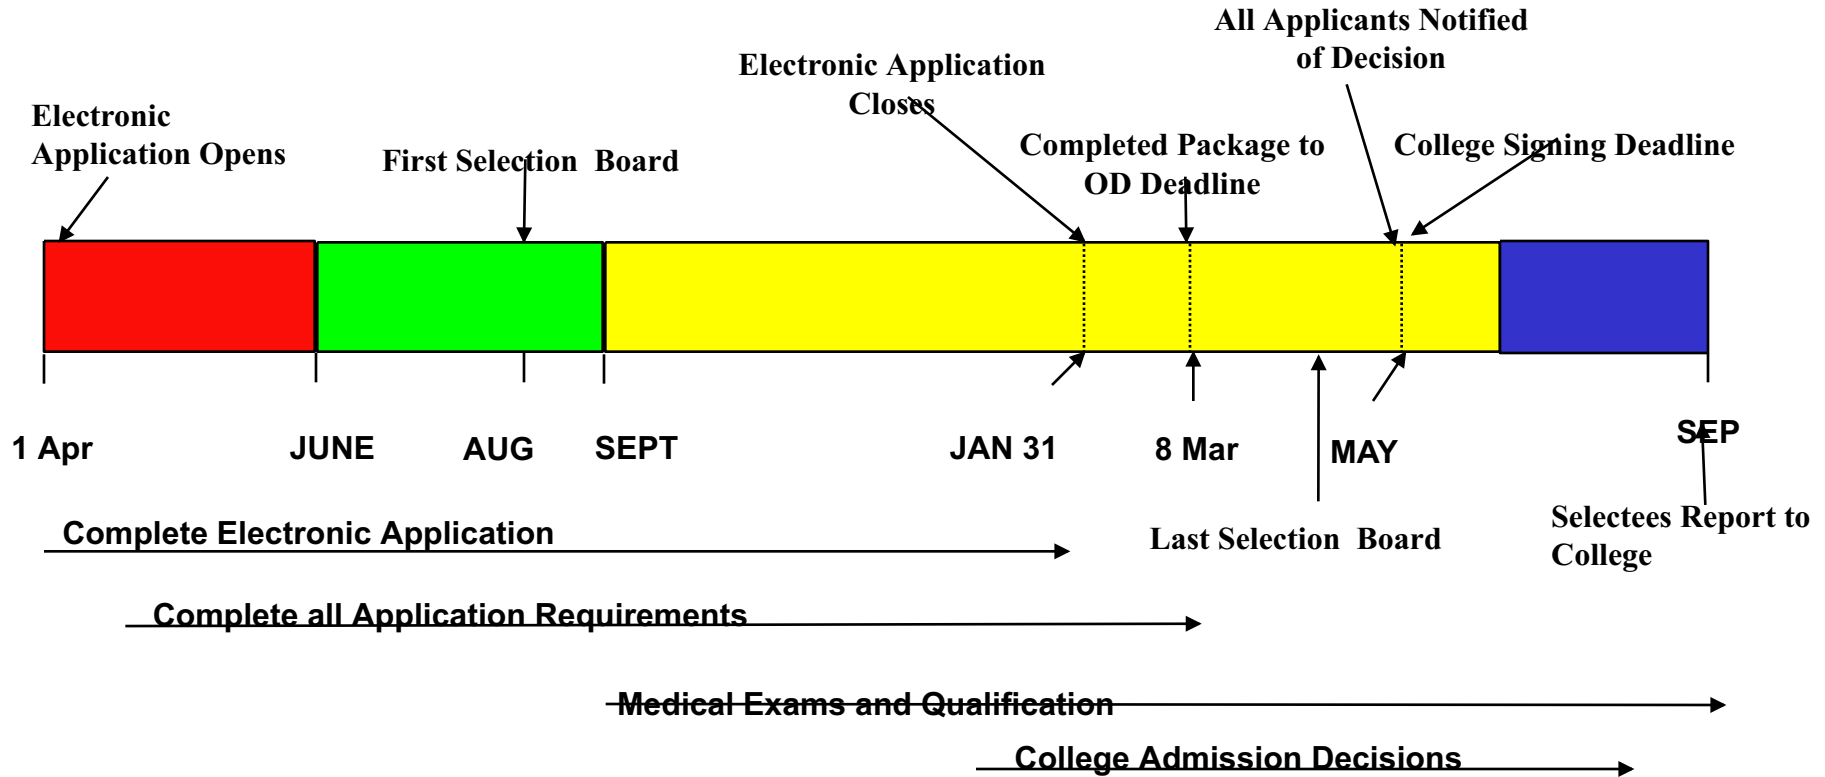 All Applicants Notified
of Decision
Electronic Application
Closes
Electronic
Application Opens
First Selection Board
Completed Package to
OD Deadline
College Signing Deadline
1 Apr
JUNE
AUG
SEPT
JAN 31
8 Mar
MAY
SEP
Complete Electronic Application
Last Selection Board
Selectees Report to
College
Complete all Application Requirements
Medical Exams and Qualification
College Admission Decisions